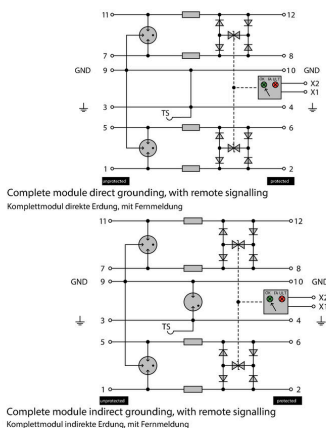 11 12
7 8
GND 9 10 GND
OK FAULT
X2
X1
3 4
TS
5 6
1 2
unprotected protected
Complete module direct grounding, with remote signalling
Komplettmodul direkte Erdung, mit Fernmeldung
11 12
7 8
GND 9 10 GND
X2
X1
3 4
TS
5 6
1 2
unprotected protected
Complete module indirect grounding, with remote signalling
Komplettmodul indirekte Erdung, mit Fernmeldung